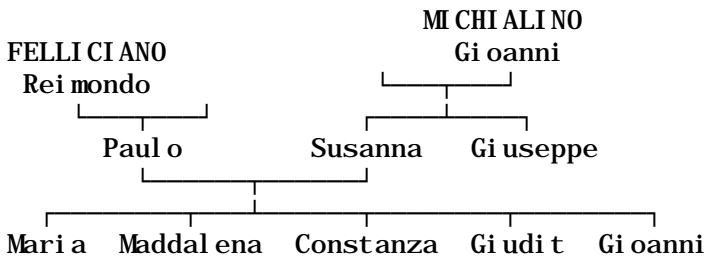 MICHIALINO
FELLICIANO Gioanni
Reimondo
Paulo Susanna Giuseppe
Maria Maddalena Constanza Giudit Gioanni